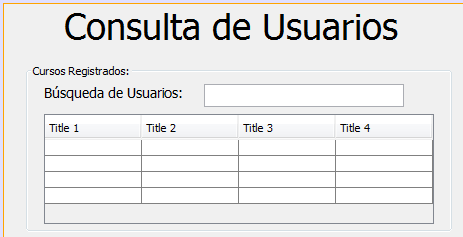 Consulta de Usuarios
Cursos Registrados:
Búsqueda de Usuarios:
Title 1 Title 2 Title 3 Title 4